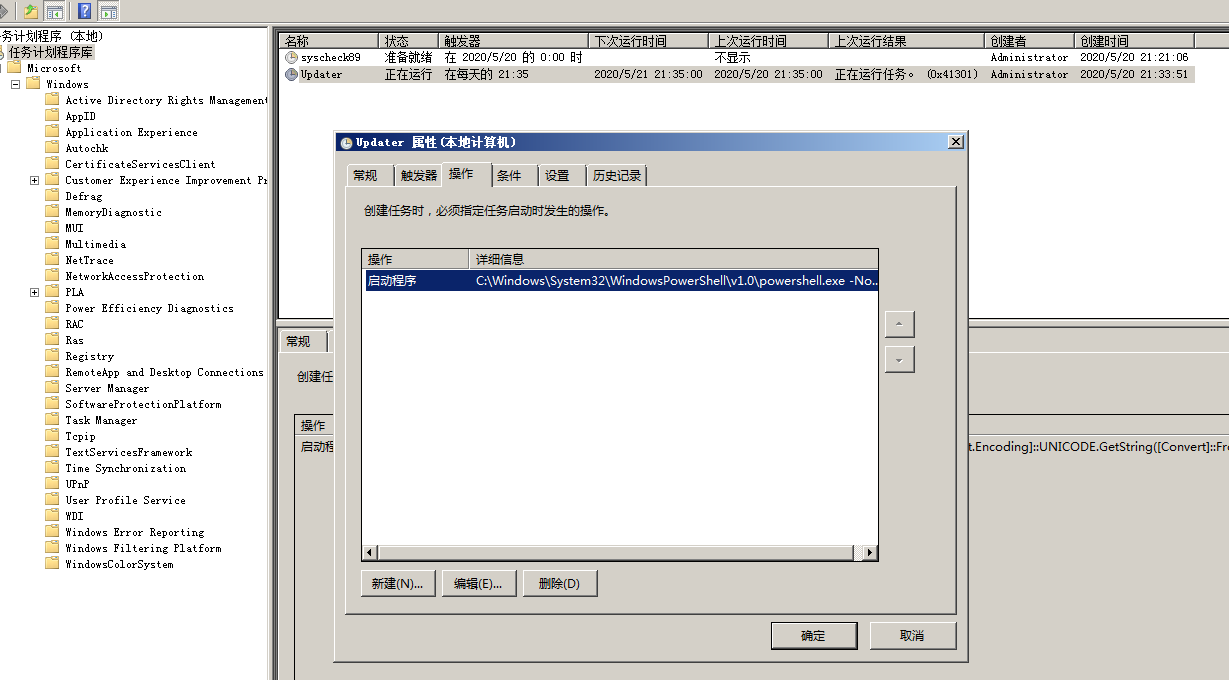 务计划程序 (本地)
任务计划程序库
Microsoft
Windows
Active Directory Rights Management
AppID
Application Experience
Autochk
CertificateServicesClient
Customer Experience Improvement Pr
Defrag
MemoryDiagnostic
MUI
Multimedia
NetTrace
NetworkAccessProtection
PLA
Power Efficiency Diagnostics
RAC
Ras
Registry
RemoteApp and Desktop Connections
Server Manager
SoftwareProtectionPlatform
Task Manager
Tcpip
TextServicesFramework
Time Synchronization
UPnP
User Profile Service
WDI
Windows Error Reporting
Windows Filtering Platform
WindowsColorSystem
名称 状态 触发器 下次运行时间 上次运行时间 上次运行结果 创建者 创建时间
syscheck89 准备就绪 在 2020/5/20 的 0:00 时 不显示 Administrator 2020/5/20 21:21:06
Updater 正在运行 在每天的 21:35 2020/5/21 21:35:00 2020/5/20 21:35:00 正在运行任务。 (0x41301) Administrator 2020/5/20 21:33:51
Updater 属性(本地计算机)
常规 触发器 操作 条件 设置 历史记录
创建任务时，必须指定任务启动时发生的操作。
操作 详细信息
启动程序 C:\Windows\System32\WindowsPowerShell\v1.0\powershell.exe -No...
新建(N)... 编辑(E)... 删除(D)
确定 取消
常规
创建任
操作
启动程
t.Encoding]::UNICODE.GetString([Convert]::Fro